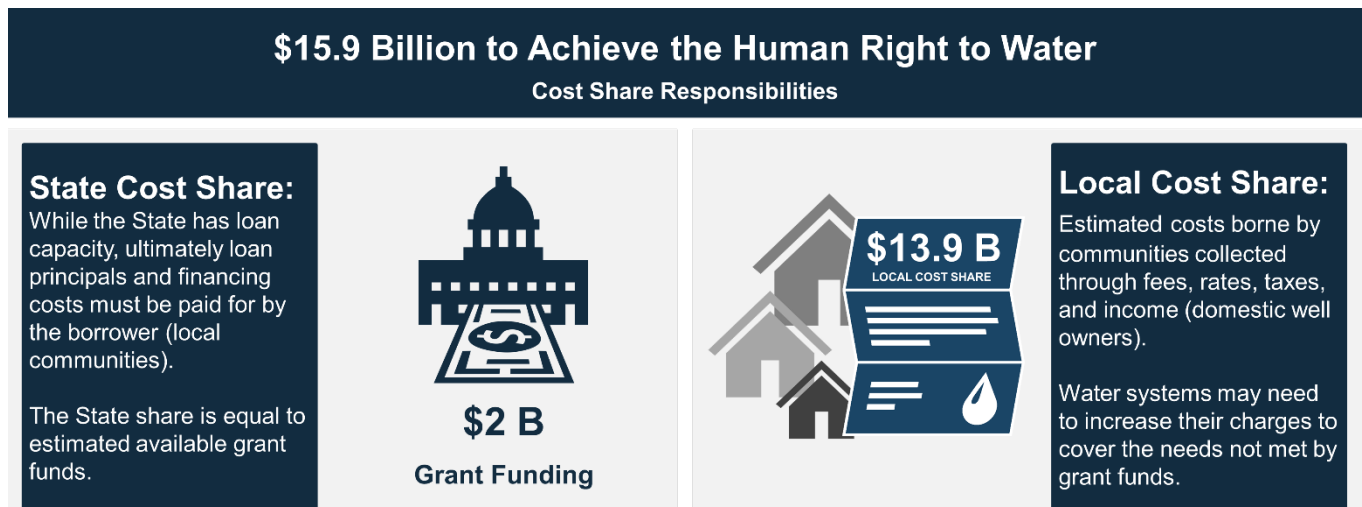 $15.9 Billion to Achieve the Human Right to Water
Cost Share Responsibilities
State Cost Share:
While the State has loan
capacity, ultimately loan
principals and financing
costs must be paid for by
the borrower (local
communities).
The State share is equal to
estimated available grant
funds.
$2 B
Grant Funding
$13.9 B
LOCAL COST SHARE
Local Cost Share:
Estimated costs borne by
communities collected
through fees, rates, taxes,
and income (domestic well
owners).
Water systems may need
to increase their charges to
cover the needs not met by
grant funds.